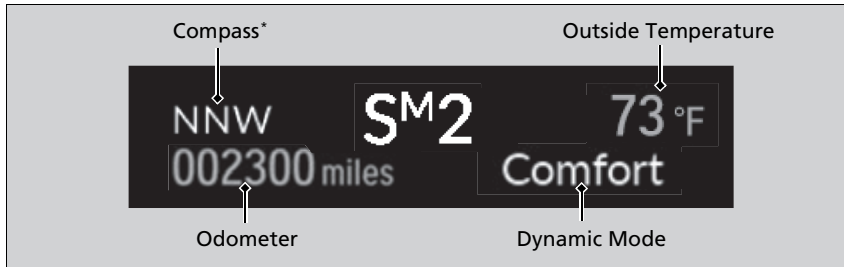 Compass* Outside Temperature
NNW SM2 73 °F
002300 miles Comfort
Odometer Dynamic Mode